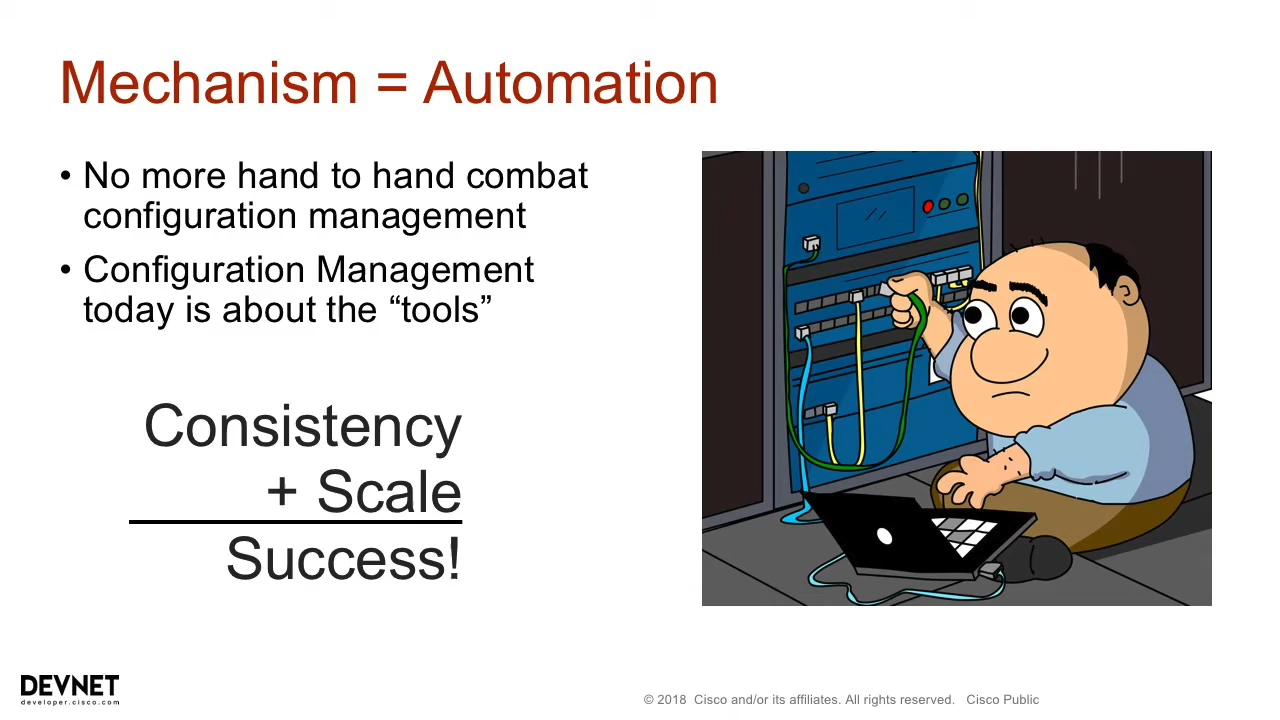 Mechanism = Automation
• No more hand to hand combat
configuration management
• Configuration Management
today is about the “tools”
Consistency
+ Scale
Success!
DEVNET
developer.cisco.com
© 2018 Cisco and/or its affiliates. All rights reserved. Cisco Public